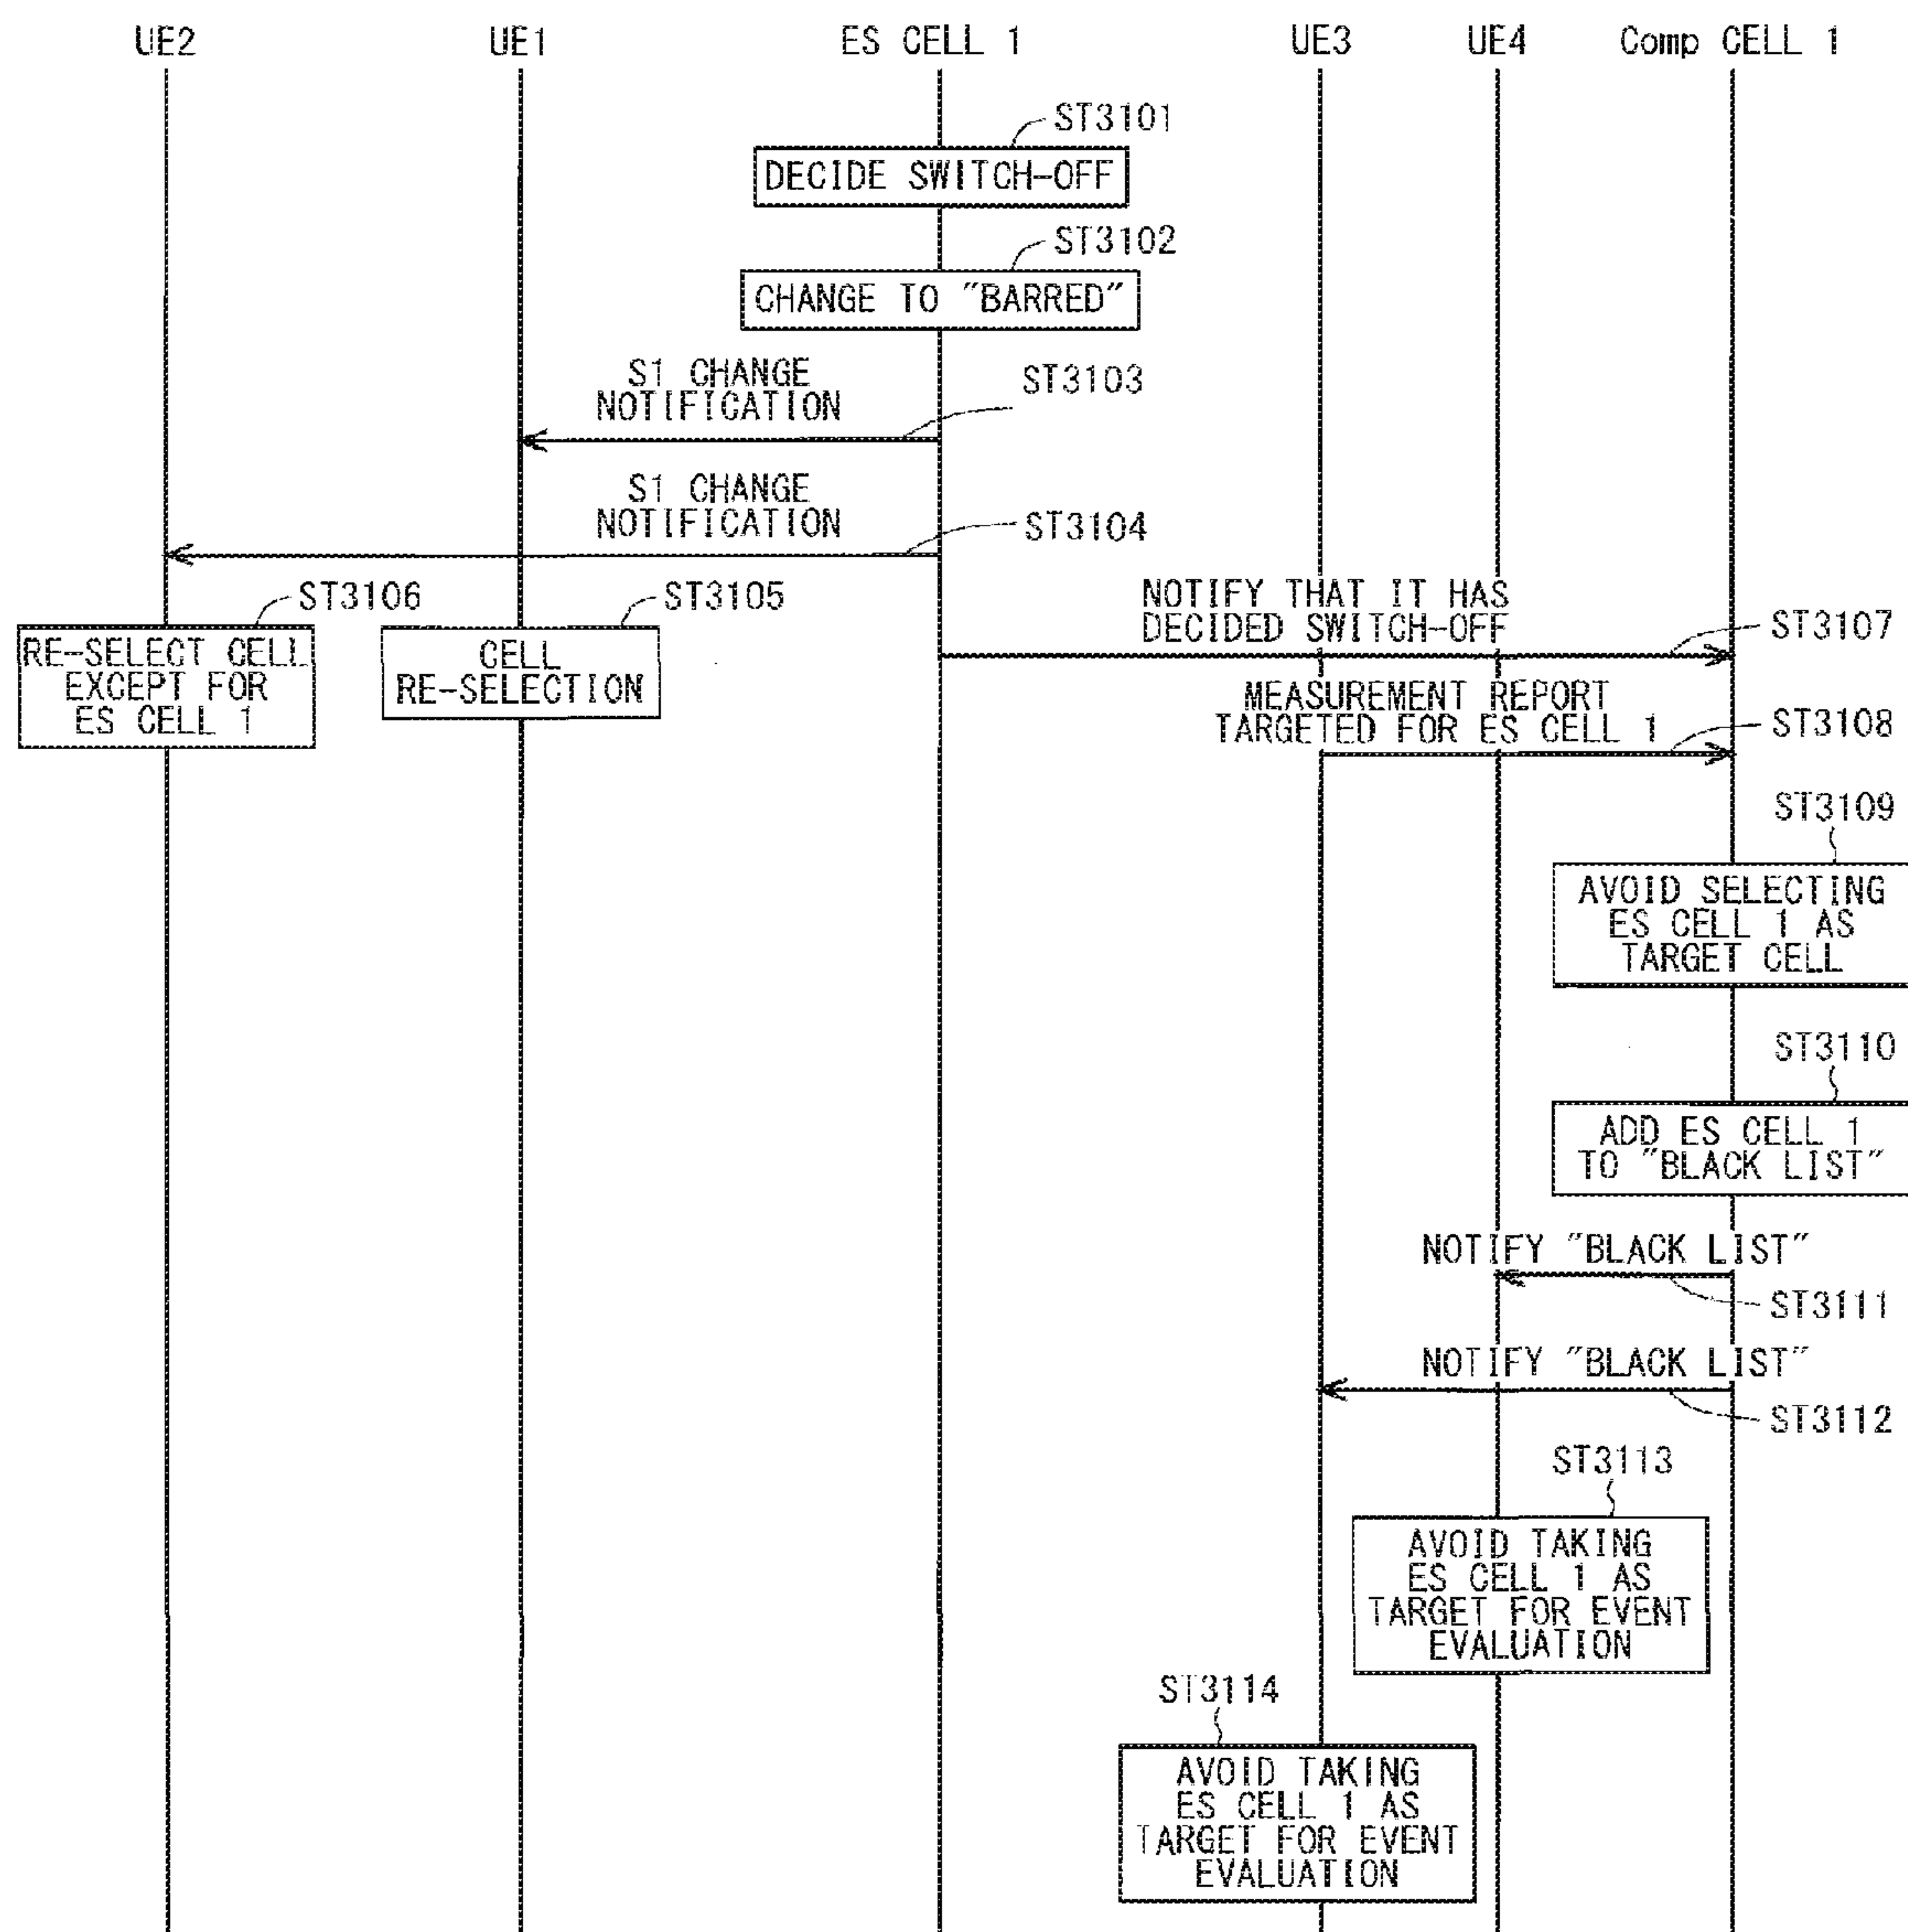 UE2 UE1 ES CELL 1 UE3 UE4 Comp CELL 1
ST3101
DECIDE SWITCH-OFF
ST3102
CHANGE TO "BARRED"
S1 CHANGE
NOTIFICATION
ST3103
S1 CHANGE
NOTIFICATION
ST3104
ST3106
RE-SELECT CELL
EXCEPT FOR
ES CELL 1
ST3105
CELL
RE-SELECTION
NOTIFY THAT IT HAS
DECIDED SWITCH-OFF
ST3107
MEASUREMENT REPORT
TARGETED FOR ES CELL 1
ST3108
ST3109
AVOID SELECTING
ES CELL 1 AS
TARGET CELL
ST3110
ADD ES CELL 1
TO "BLACK LIST"
NOTIFY "BLACK LIST"
ST3111
NOTIFY "BLACK LIST"
ST3112
ST3113
AVOID TAKING
ES CELL 1 AS
TARGET FOR EVENT
EVALUATION
ST3114
AVOID TAKING
ES CELL 1 AS
TARGET FOR EVENT
EVALUATION